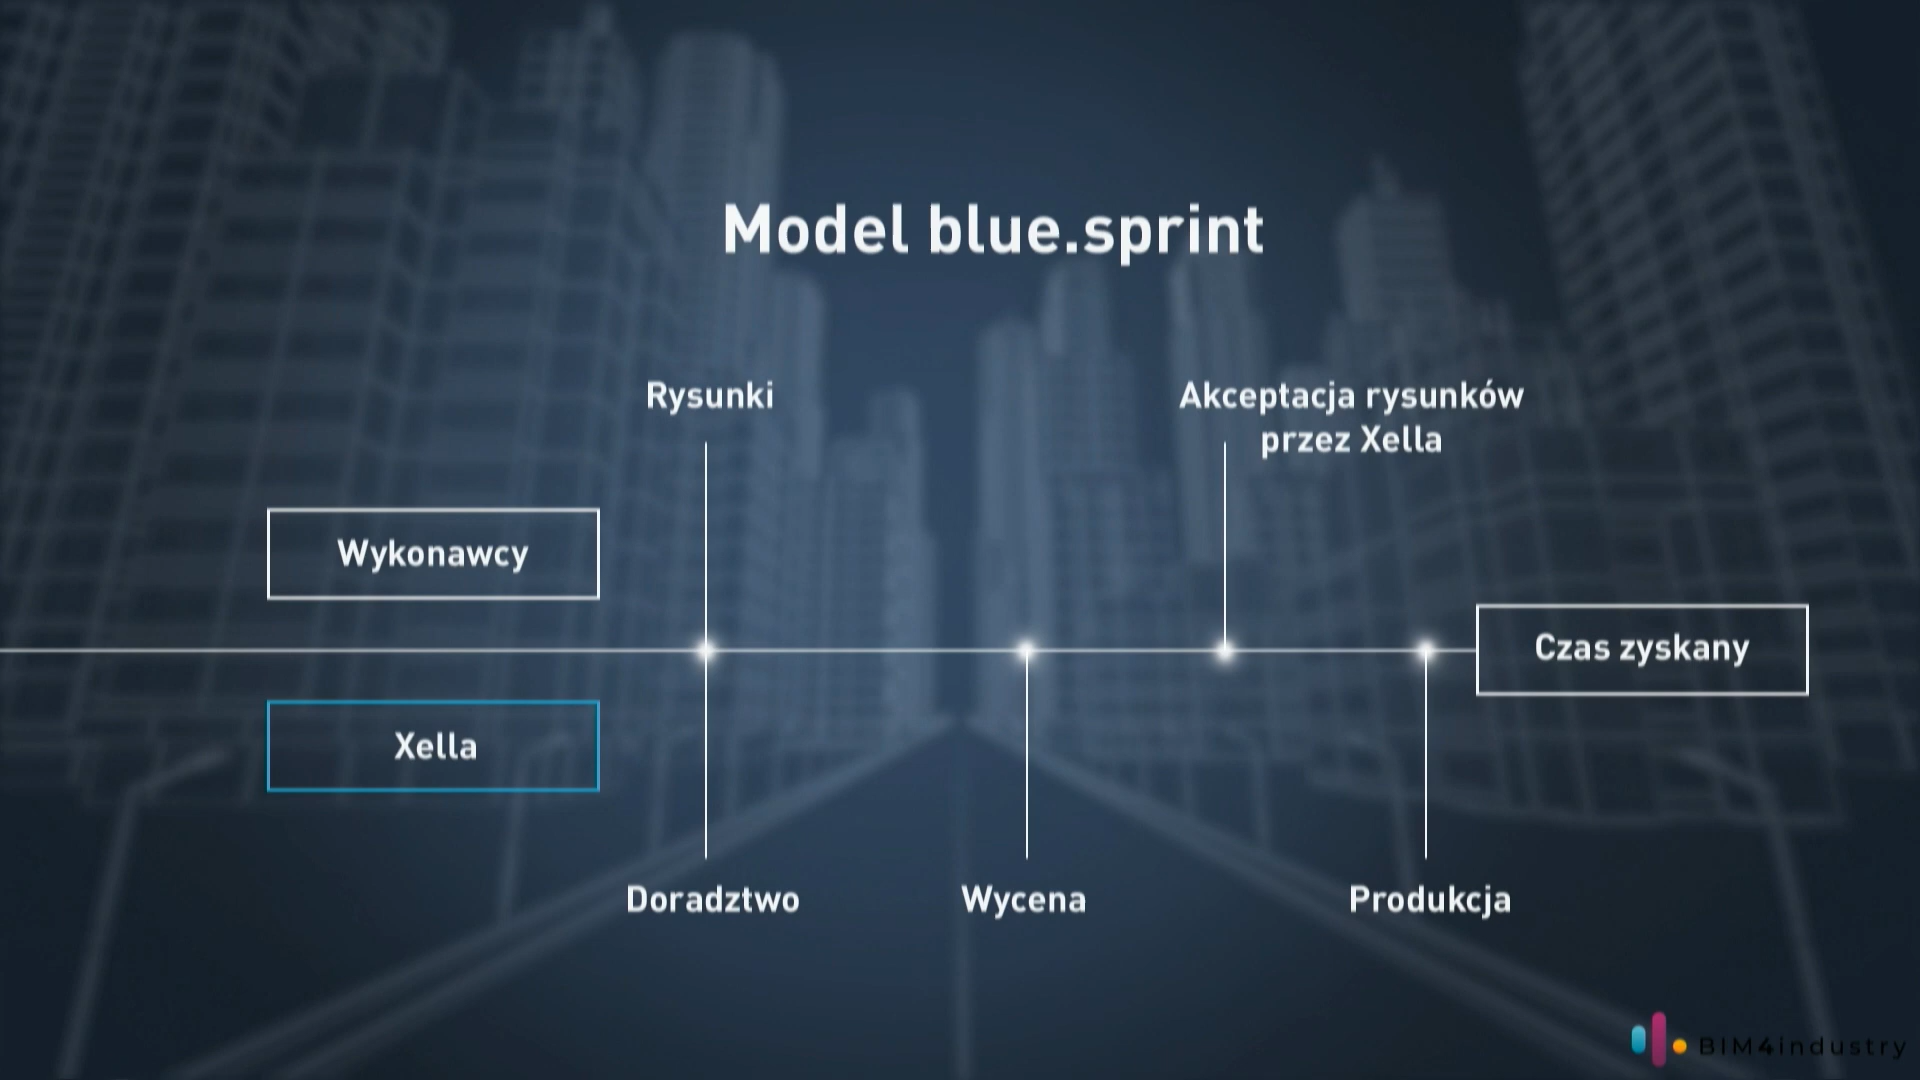 Model blue.sprint
Rysunki
Akceptacja rysunków
przez Xella
Wykonawcy
Czas zyskany
Xella
Doradztwo
Wycena
Produkcja
BIM4industry